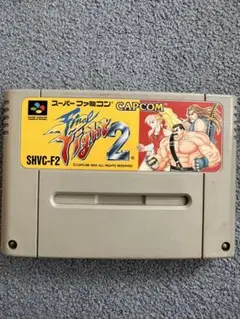 スーパーファミコン CAPCOM
Final
Fight 2
SHVC-F2
©CAPCOM 1993 ALL RIGHTS RESERVED